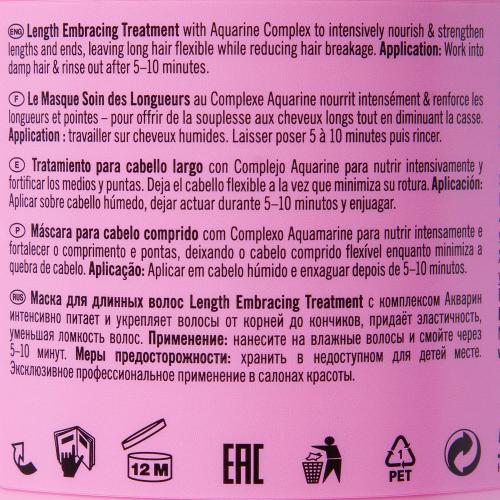 ENG Length Embracing Treatment with Aquarine Complex to intensively nourish & strengthen
lengths and ends, leaving long hair flexible while reducing hair breakage. Application: Work into
damp hair & rinse out after 5–10 minutes.
F Le Masque Soin des Longueurs au Complexe Aquarine nourrit intensément & renforce les
longueurs et pointes – pour offrir de la souplesse aux cheveux longs tout en diminuant la casse.
Application : travailler sur cheveux humides. Laisser poser 5 à 10 minutes puis rincer.
E Tratamiento para cabello largo con Complejo Aquarine para nutrir intensivamente y
fortificar los medios y puntas. Deja el cabello flexible a la vez que minimiza su rotura. Aplicación:
Aplicar sobre cabello húmedo, dejar actuar durante 5–10 minutos y enjuagar.
P Máscara para cabelo comprido com Complexo Aquamarine para nutrir intensamente e
fortalecer o comprimento e pontas, deixando o cabelo comprido flexível enquanto minimiza a
quebra de cabelo. Aplicação: Aplicar em cabelo húmido e enxaguar depois de 5–10 minutos.
RUS Маска для длинных волос Length Embracing Treatment с комплексом Акварин
интенсивно питает и укрепляет волосы от корней до кончиков, придаёт эластичность,
уменьшая ломкость волос. Применение: нанесите на влажные волосы и смойте через
5–10 минут. Меры предосторожности: хранить в недоступном для детей месте.
Эксклюзивное профессиональное применение в салонах красоты.
12 M
EAC
1
PET